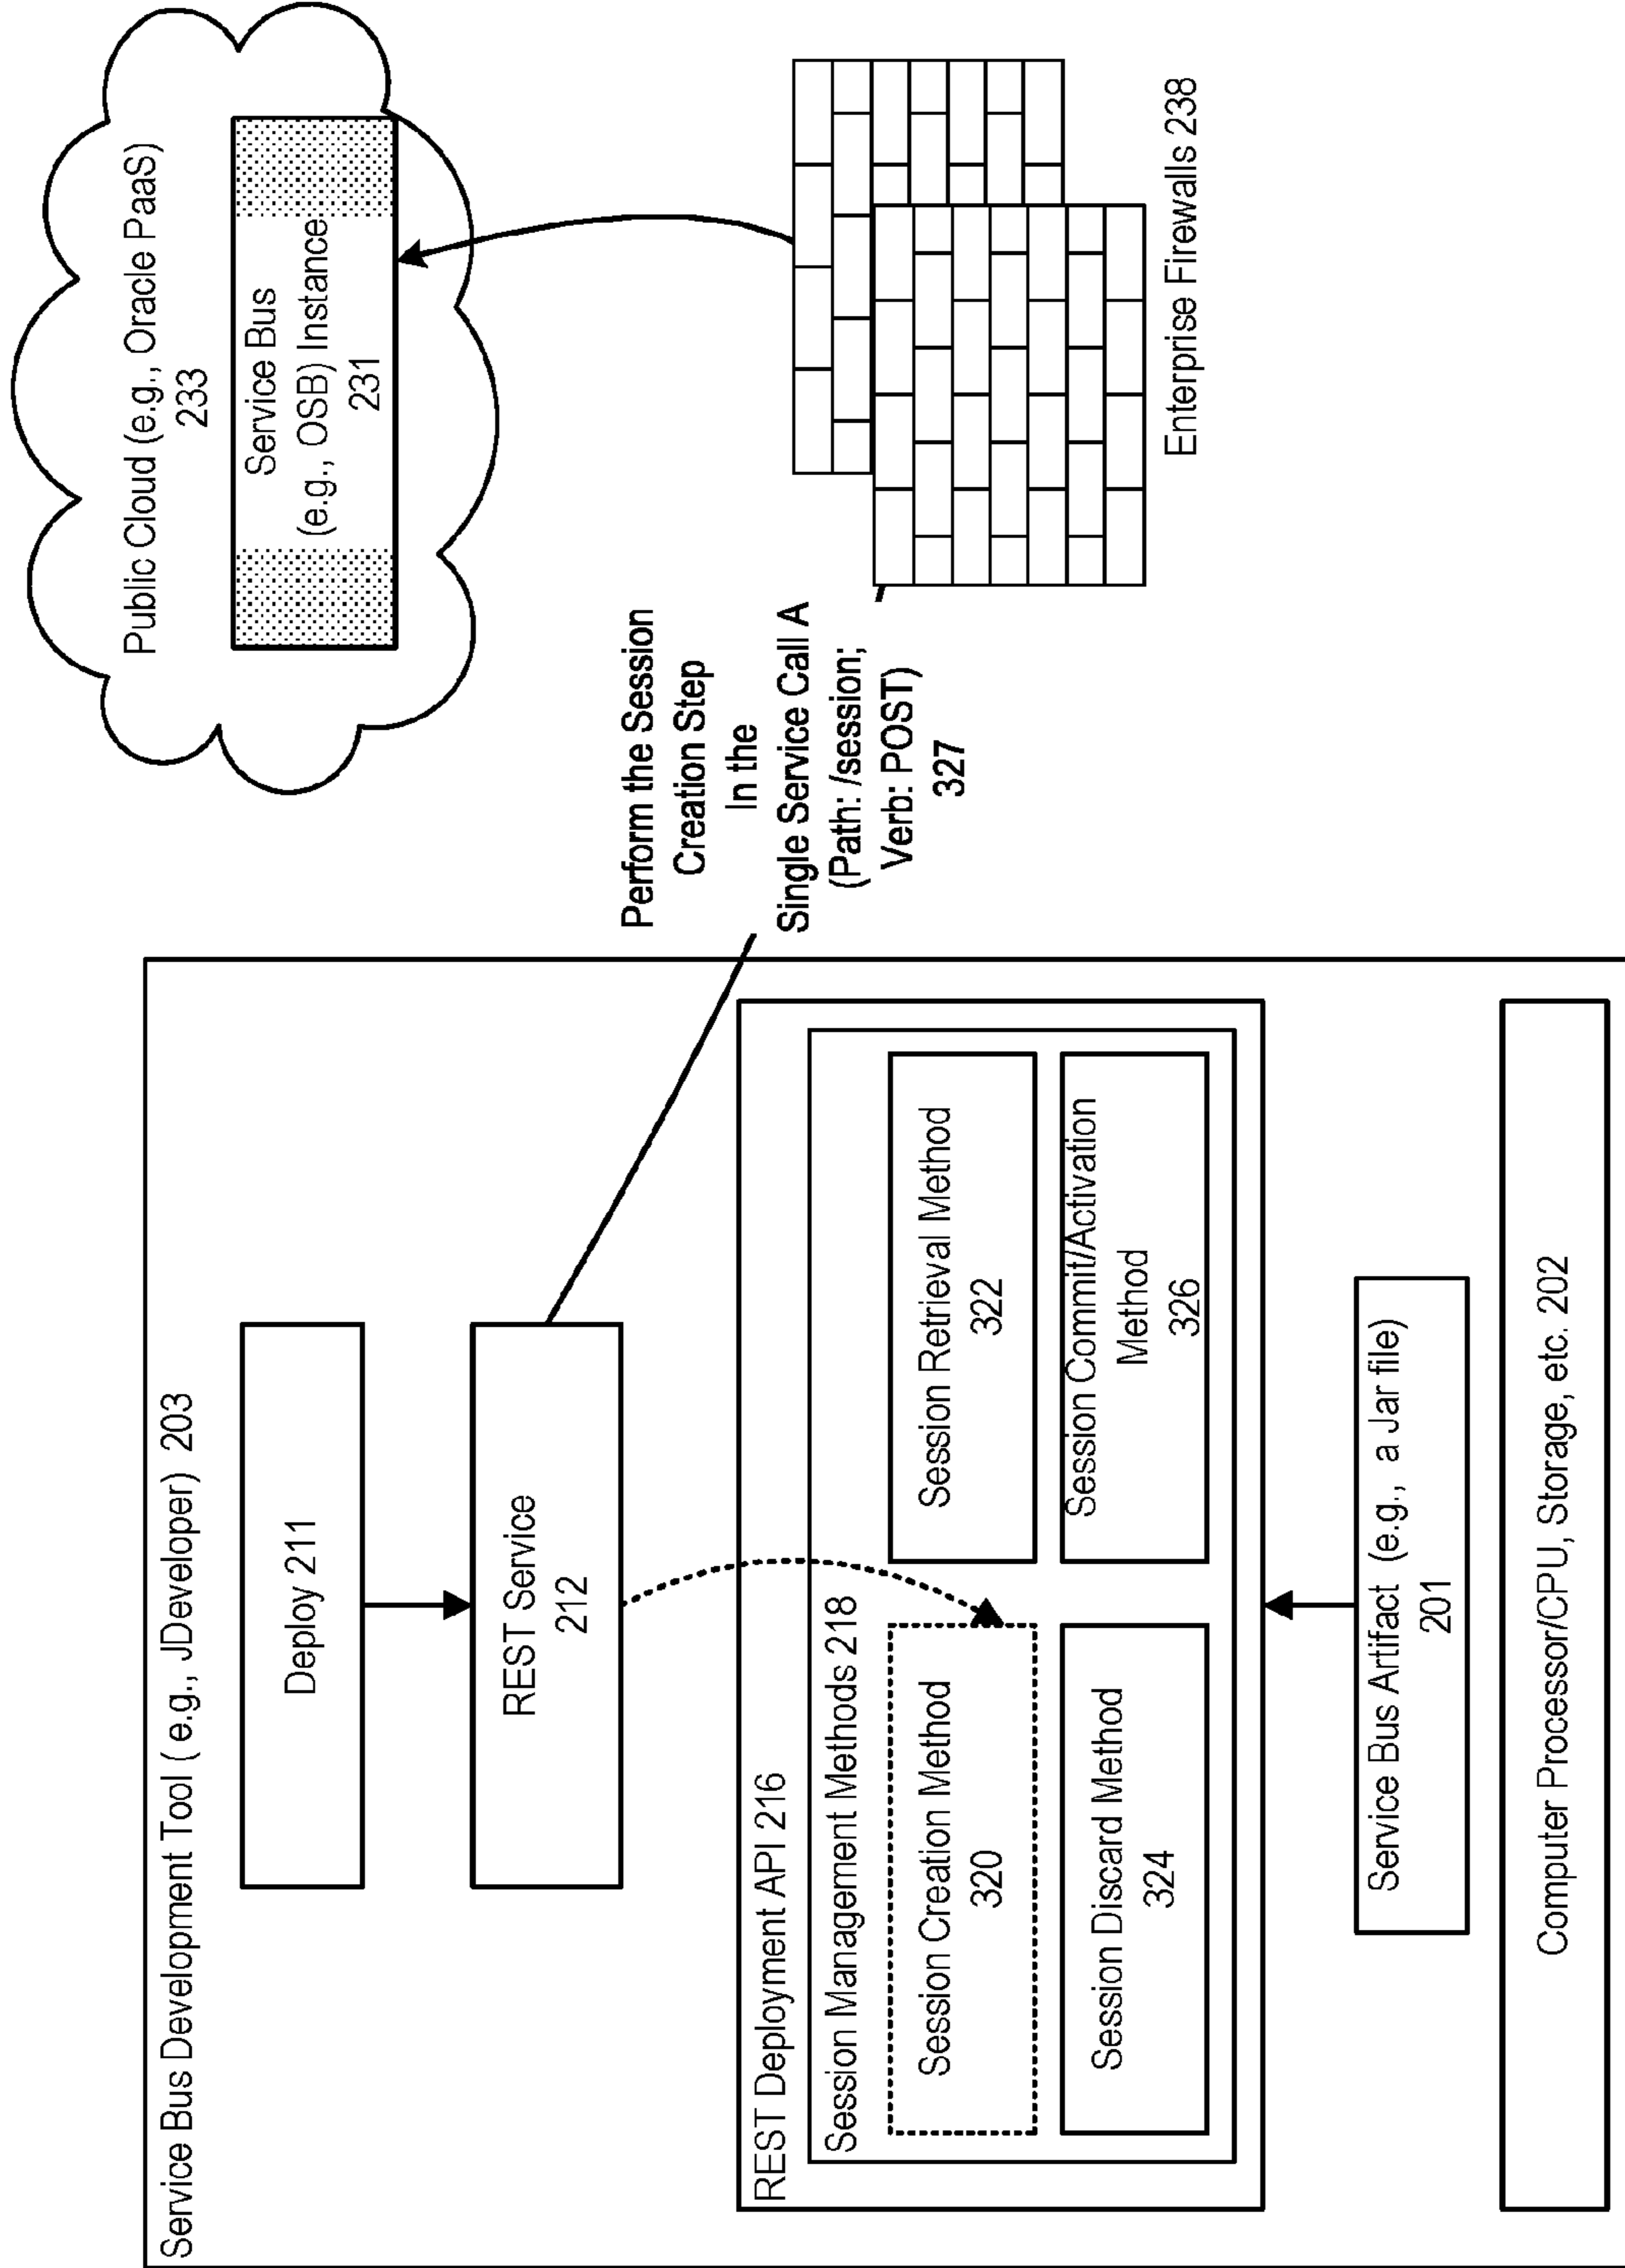 Service Bus Development Tool ( e.g., JDeveloper) 203
Deploy 211
REST Service
212
REST Deployment API 216
Session Management Methods 218
Session Creation Method
320
Session Retrieval Method
322
Session Discard Method
324
Session Commit/Activation
Method
326
Service Bus Artifact (e.g., a Jar file)
201
Computer Processor/CPU, Storage, etc. 202
Perform the Session
Creation Step
In the
Single Service Call A
(Path: /session;
Verb: POST)
327
Public Cloud (e.g., Oracle PaaS)
233
Service Bus
(e.g., OSB) Instance
231
Enterprise Firewalls 238